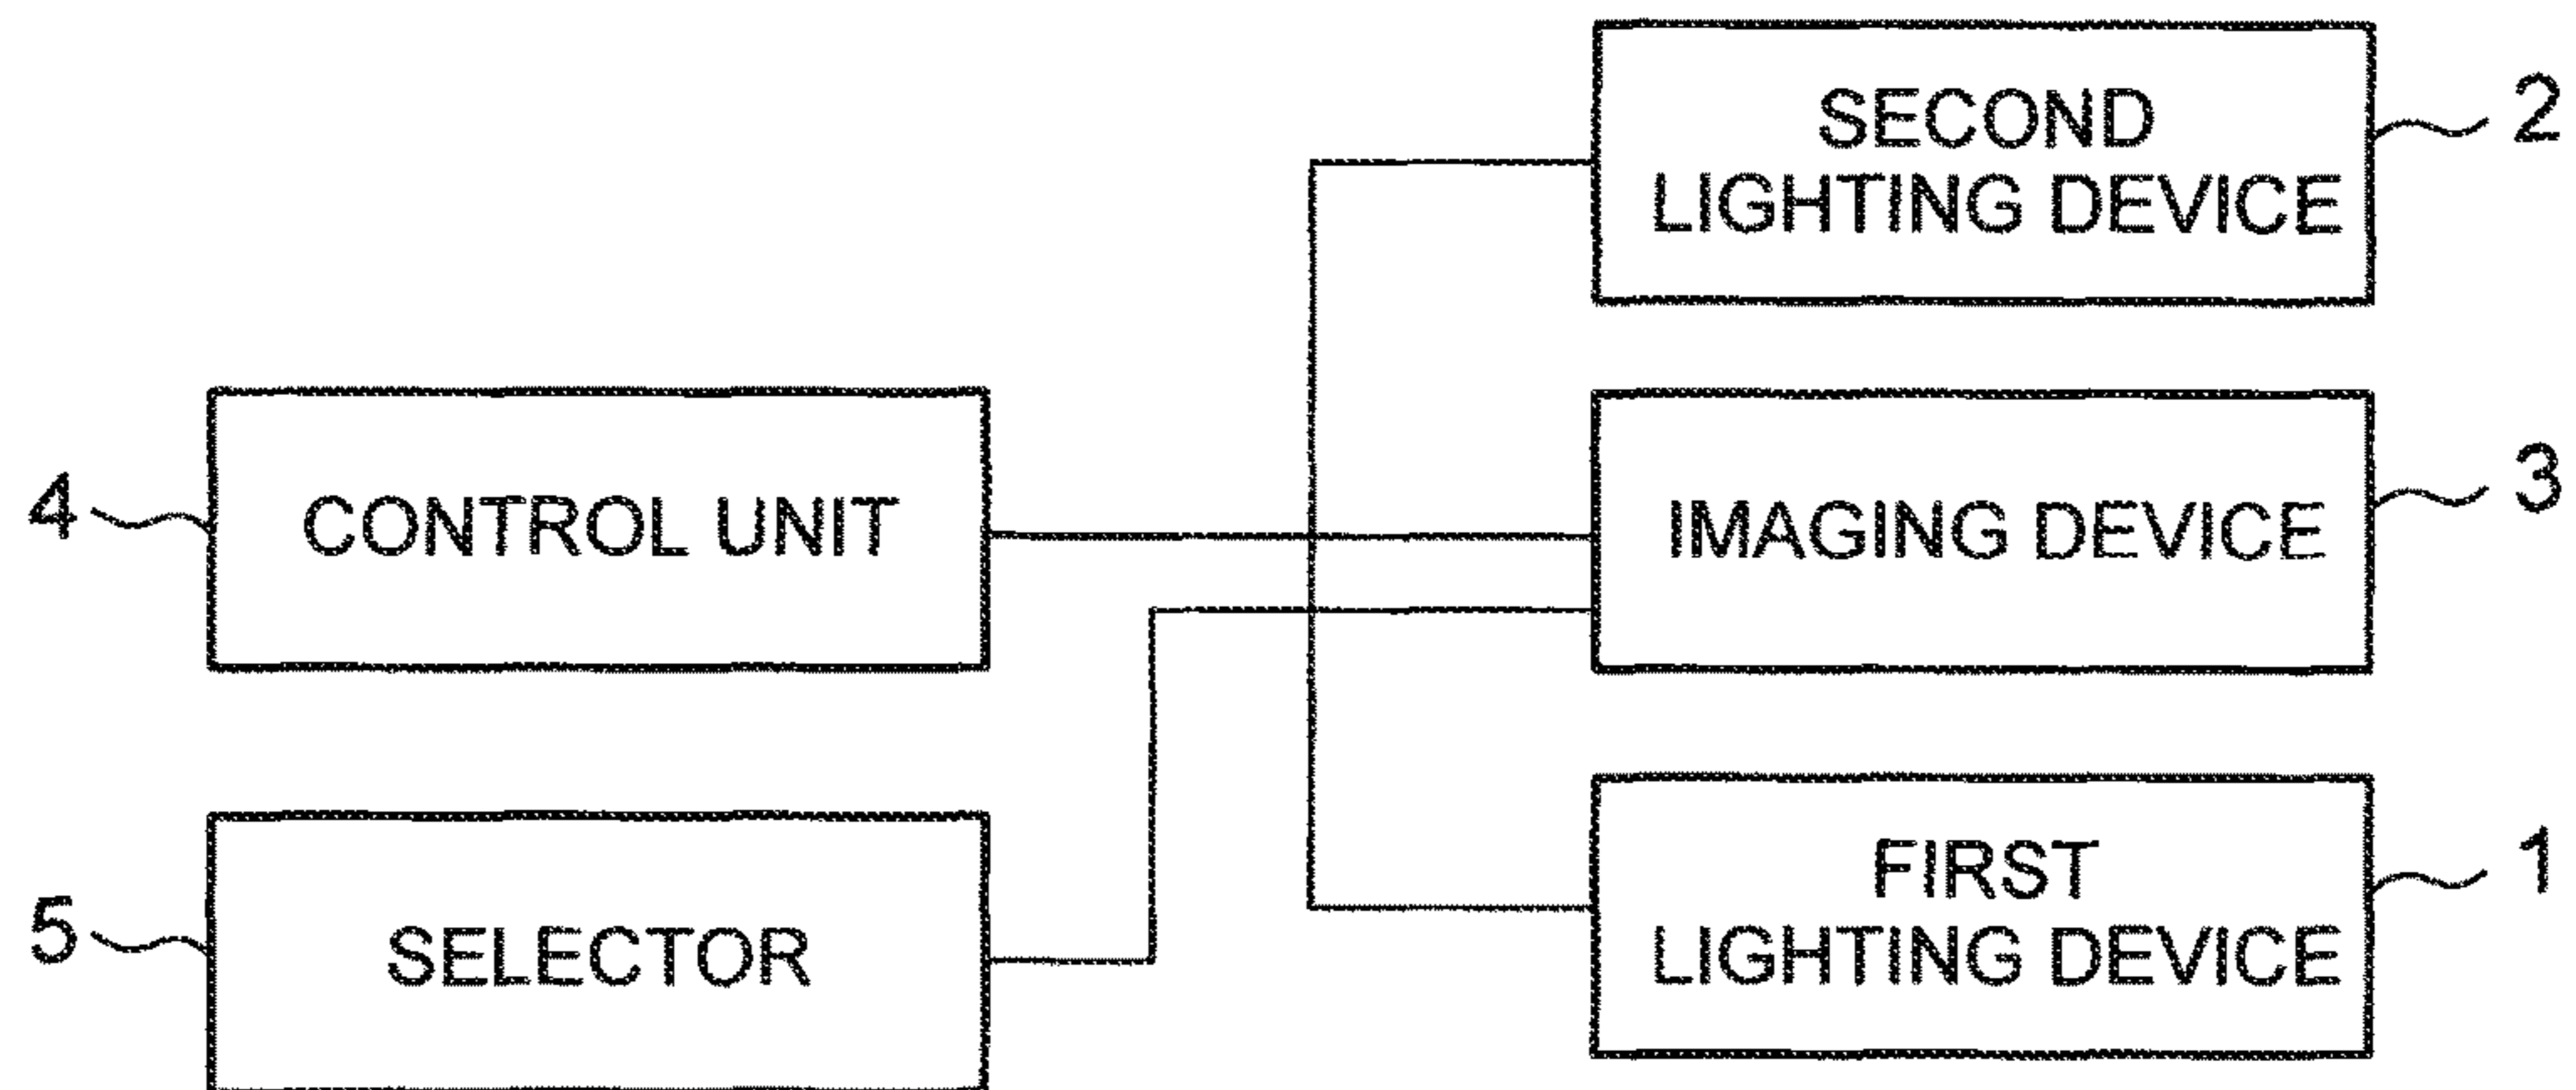 SECOND
LIGHTING DEVICE
2
4
CONTROL UNIT
IMAGING DEVICE
3
5
SELECTOR
FIRST
LIGHTING DEVICE
1